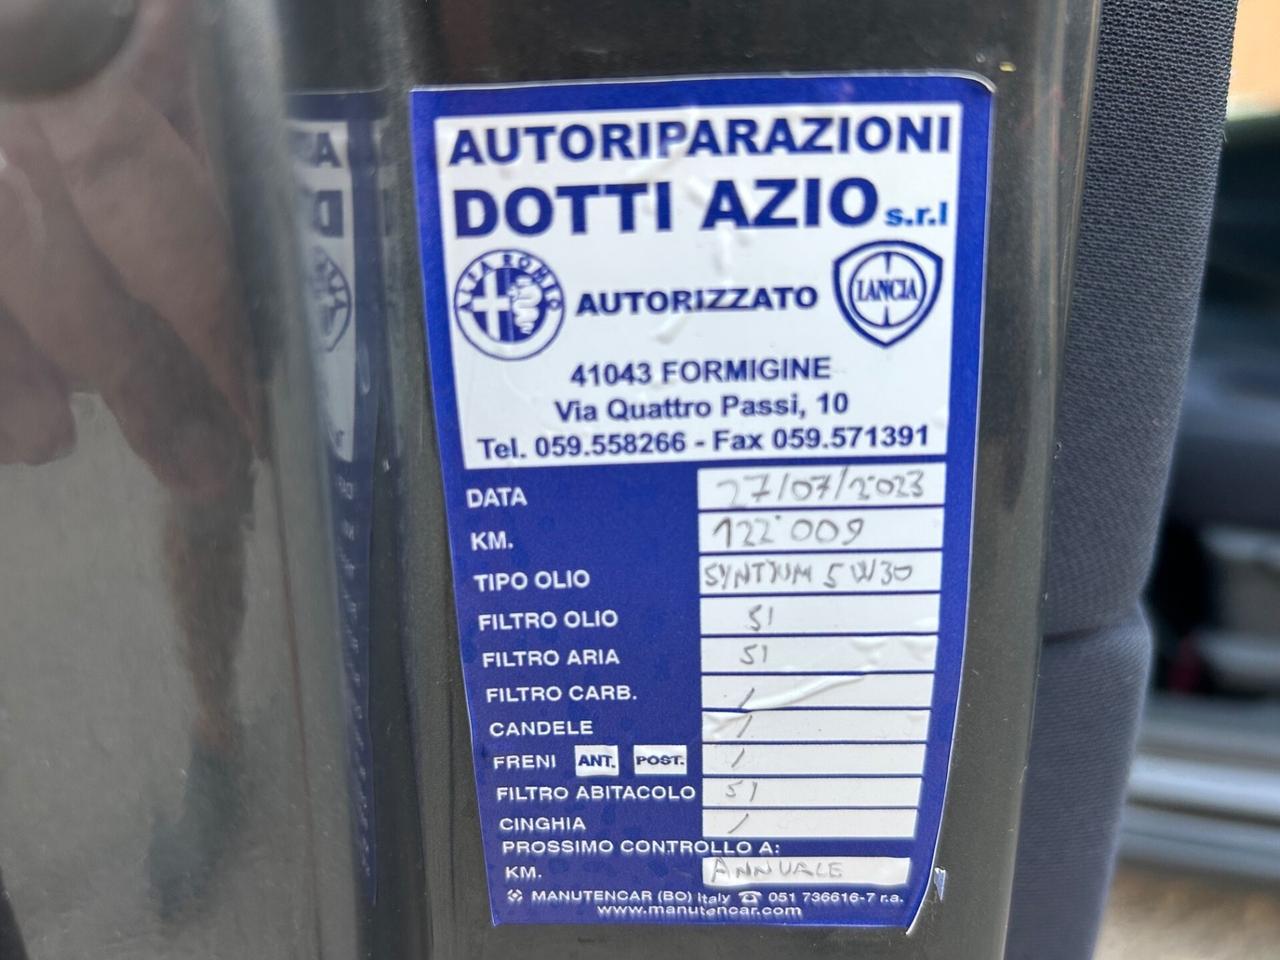 AUTORIPARAZIONI
DOTTI AZIO s.r.l
ALFA ROMEO
AUTORIZZATO
LANCIA
41043 FORMIGINE
Via Quattro Passi, 10
Tel. 059.558266 - Fax 059.571391
DATA 27/07/2023
KM. 122'009
TIPO OLIO SYNTIUM 5W30
FILTRO OLIO SI
FILTRO ARIA SI
FILTRO CARB. /
CANDELE /
FRENI ANT. POST. /
FILTRO ABITACOLO SI
CINGHIA /
PROSSIMO CONTROLLO A:
KM. ANNUALE
MANUTENCAR (BO) Italy ☎ 051 736616-7 r.a.
www.manutencar.com